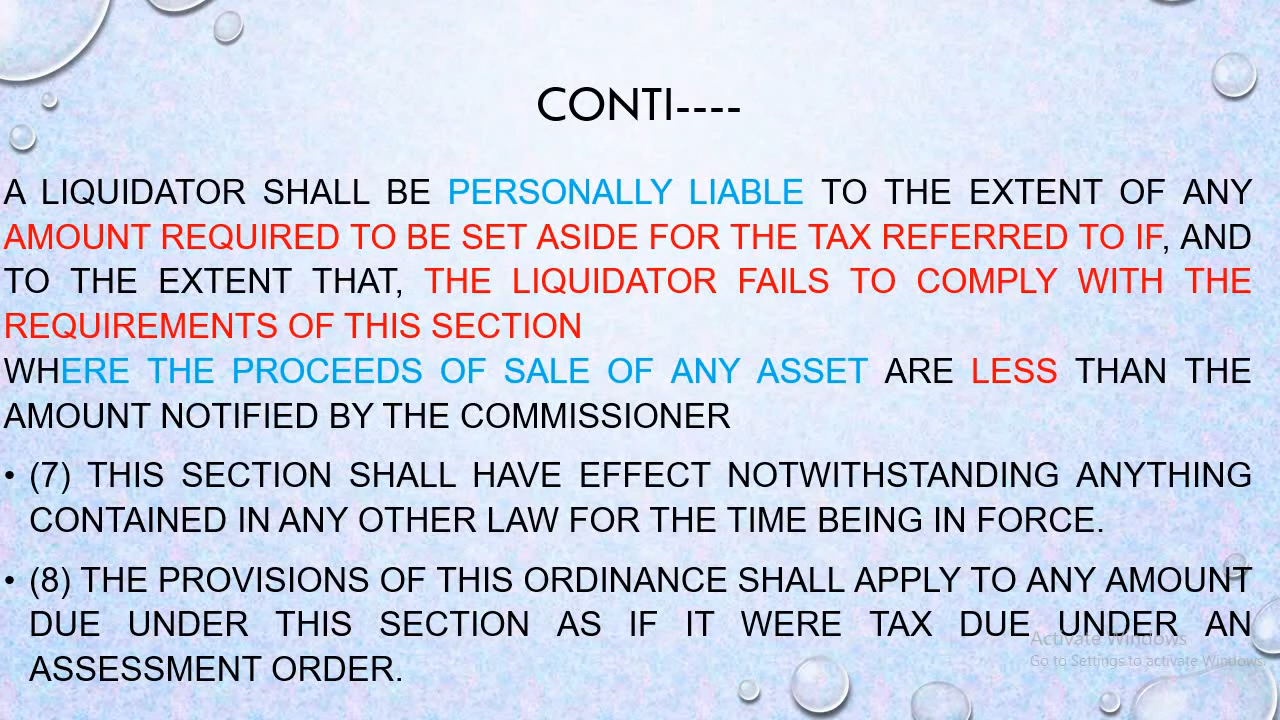 CONTI----
A LIQUIDATOR SHALL BE PERSONALLY LIABLE TO THE EXTENT OF ANY
AMOUNT REQUIRED TO BE SET ASIDE FOR THE TAX REFERRED TO IF, AND
TO THE EXTENT THAT, THE LIQUIDATOR FAILS TO COMPLY WITH THE
REQUIREMENTS OF THIS SECTION
WHERE THE PROCEEDS OF SALE OF ANY ASSET ARE LESS THAN THE
AMOUNT NOTIFIED BY THE COMMISSIONER
• (7) THIS SECTION SHALL HAVE EFFECT NOTWITHSTANDING ANYTHING
CONTAINED IN ANY OTHER LAW FOR THE TIME BEING IN FORCE.
• (8) THE PROVISIONS OF THIS ORDINANCE SHALL APPLY TO ANY AMOUNT
DUE UNDER THIS SECTION AS IF IT WERE TAX DUE UNDER AN
ASSESSMENT ORDER.
Activate Windows
Go to Settings to activate Windows.